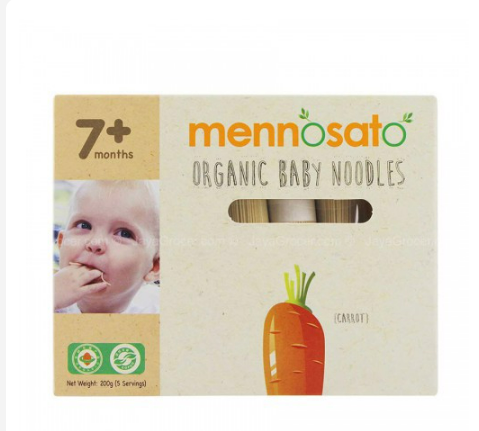 7+
months
mennosato
ORGANIC BABY NOODLES
(CARROT)
Net Weight: 200g (5 Servings)